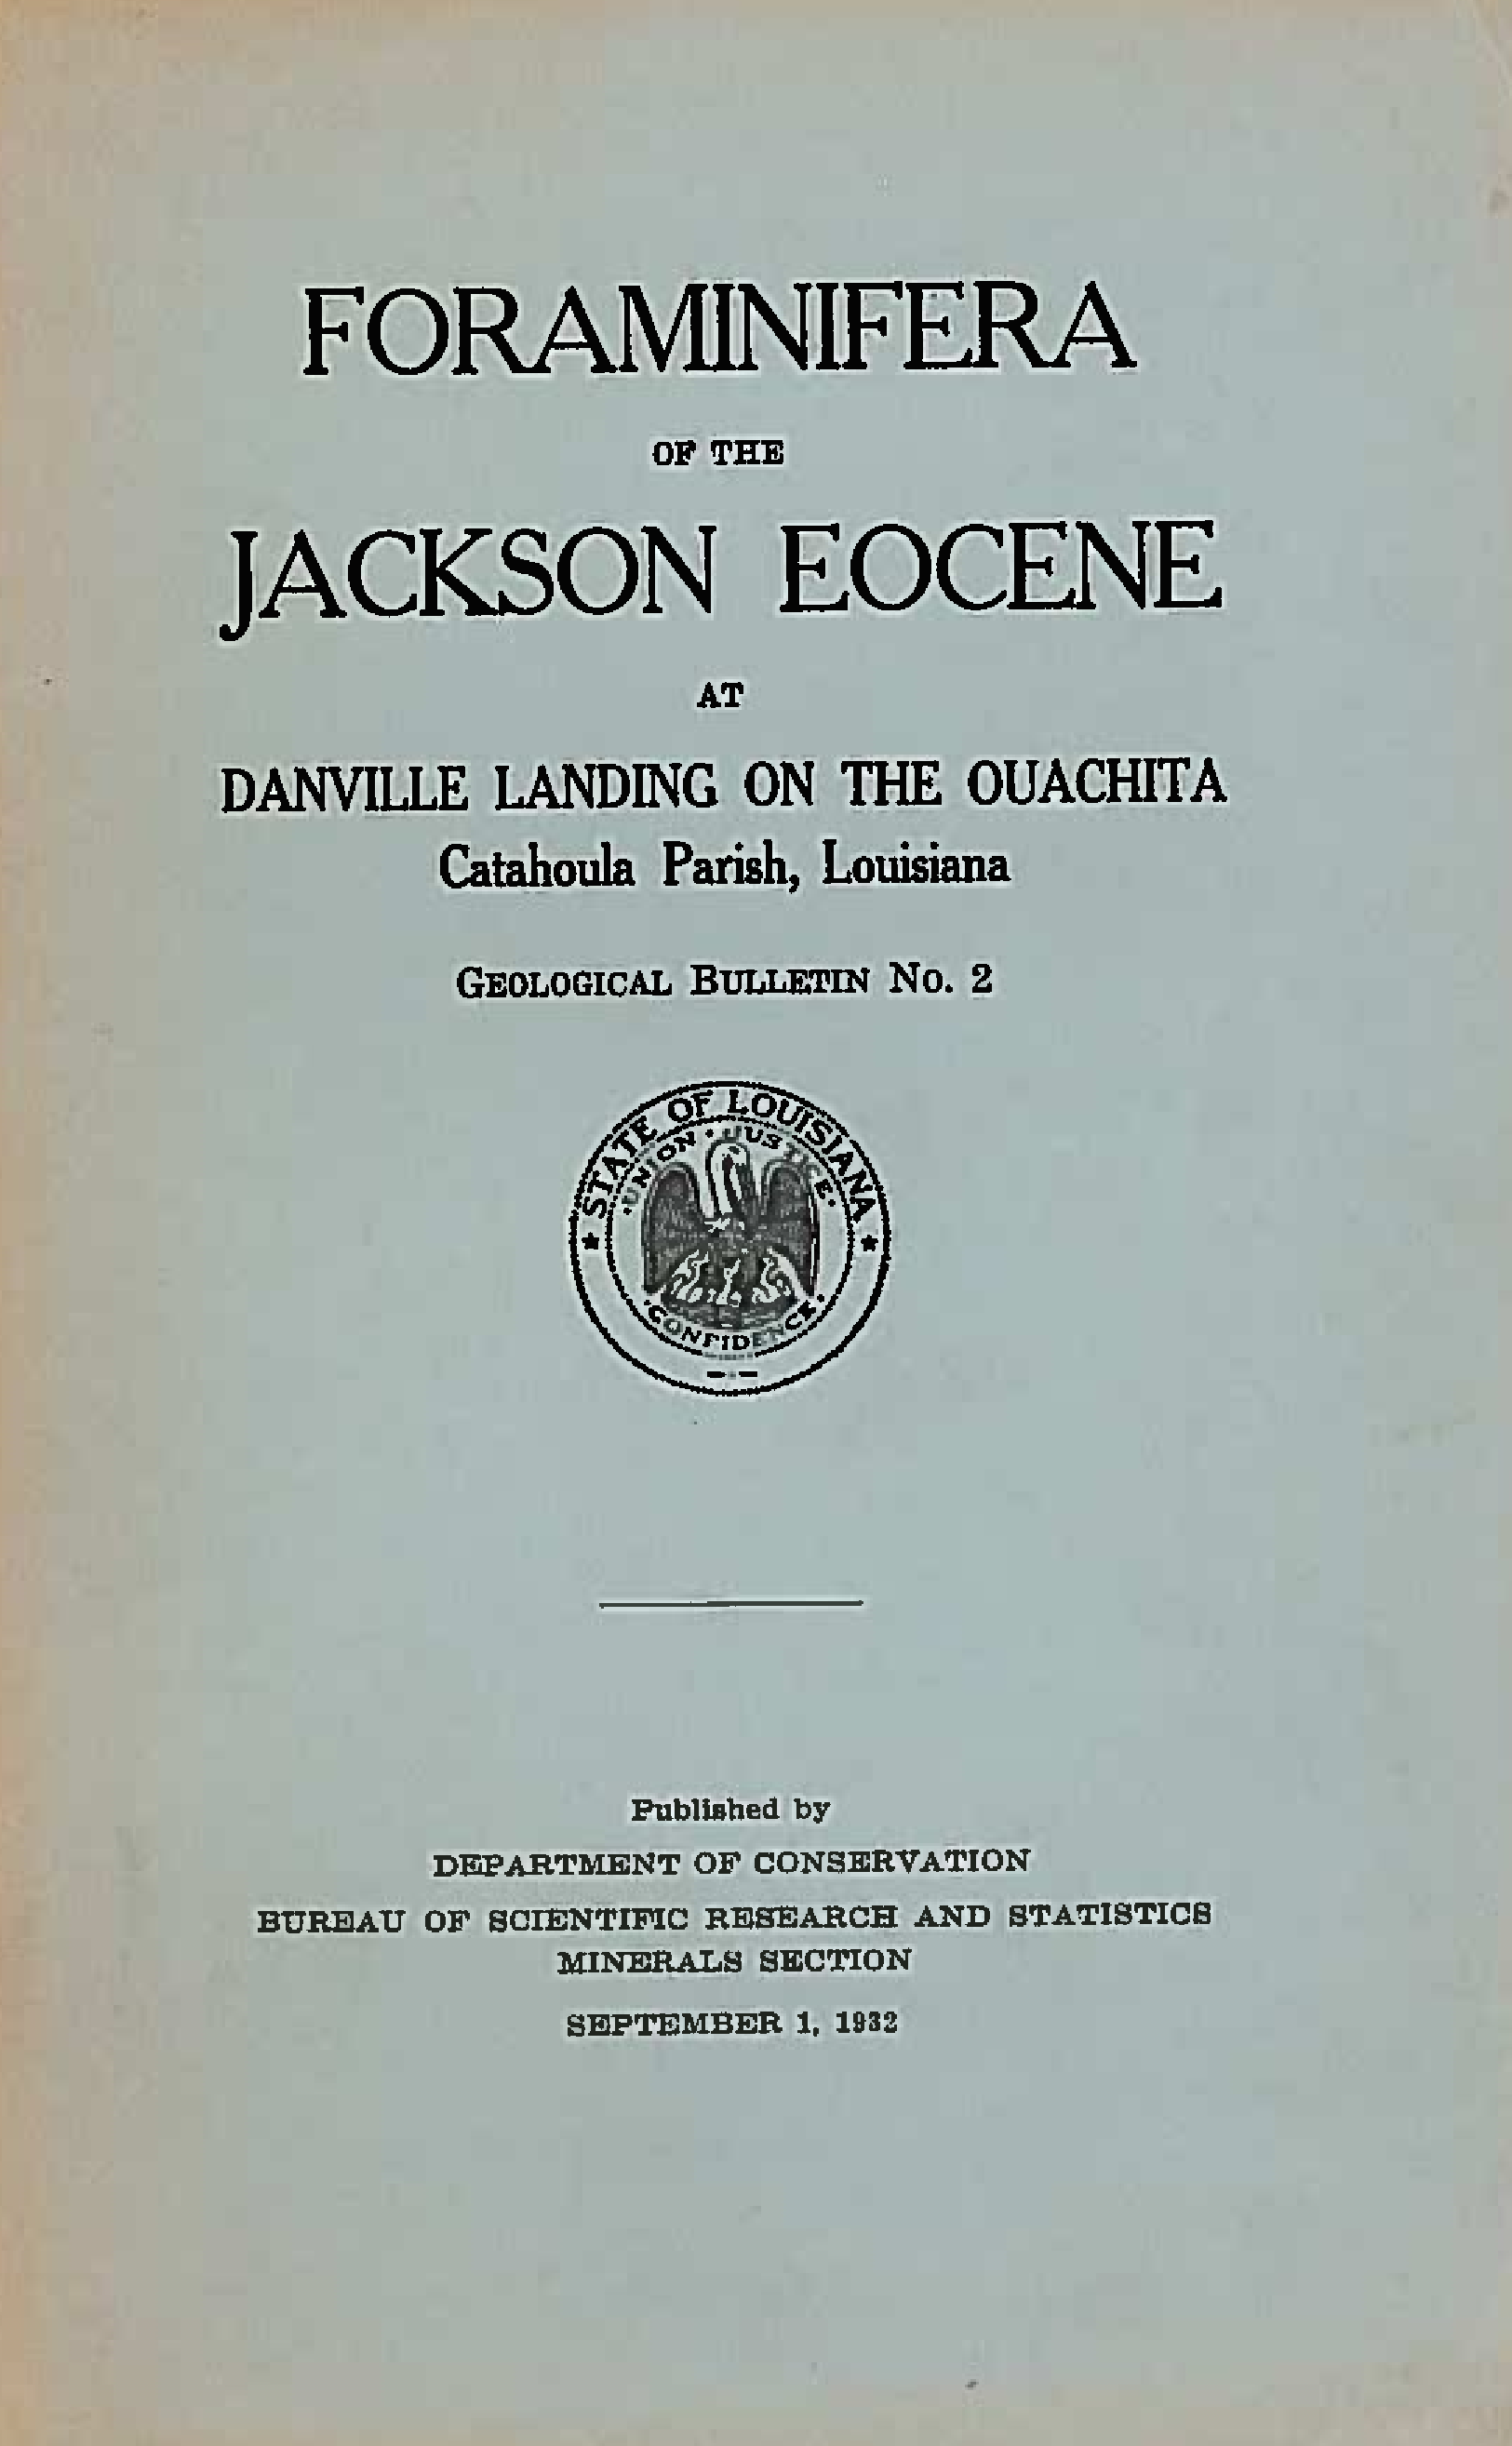 FORAMINIFERA
OF THE
JACKSON EOCENE
AT
DANVILLE LANDING ON THE OUACHITA
Catahoula Parish, Louisiana
GEOLOGICAL BULLETIN NO. 2
★ STATE OF LOUISIANA ★
·UNION·JUSTICE·
·CONFIDENCE·
Published by
DEPARTMENT OF CONSERVATION
BUREAU OF SCIENTIFIC RESEARCH AND STATISTICS
MINERALS SECTION
SEPTEMBER 1, 1932